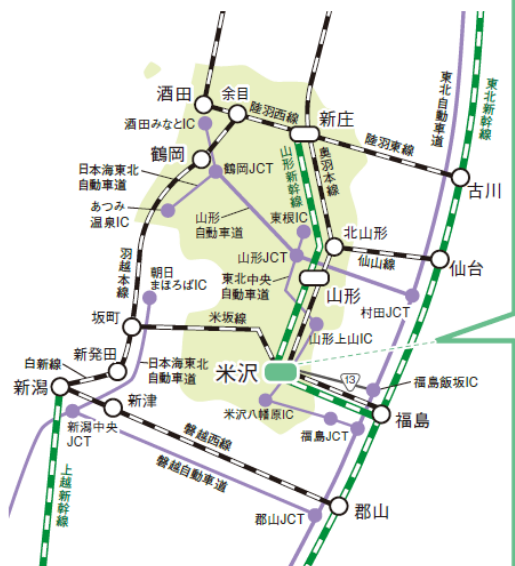 酒田
余目
陸羽西線
新庄
酒田みなとIC
鶴岡
日本海東北
自動車道
鶴岡JCT
あつみ
温泉IC
山形
自動車道
山形新幹線
奥羽本線
陸羽東線
東北自動車道
東北新幹線
古川
東根IC
北山形
仙山線
仙台
山形JCT
羽越本線
朝日
まほろばIC
東北中央
自動車道
山形
村田JCT
坂町
米坂線
山形上山IC
新発田
日本海東北
自動車道
白新線
米沢
13
福島飯坂IC
新潟
新津
米沢八幡原IC
福島
福島JCT
新潟中央
JCT
磐越西線
磐越自動車道
上越新幹線
郡山JCT
郡山